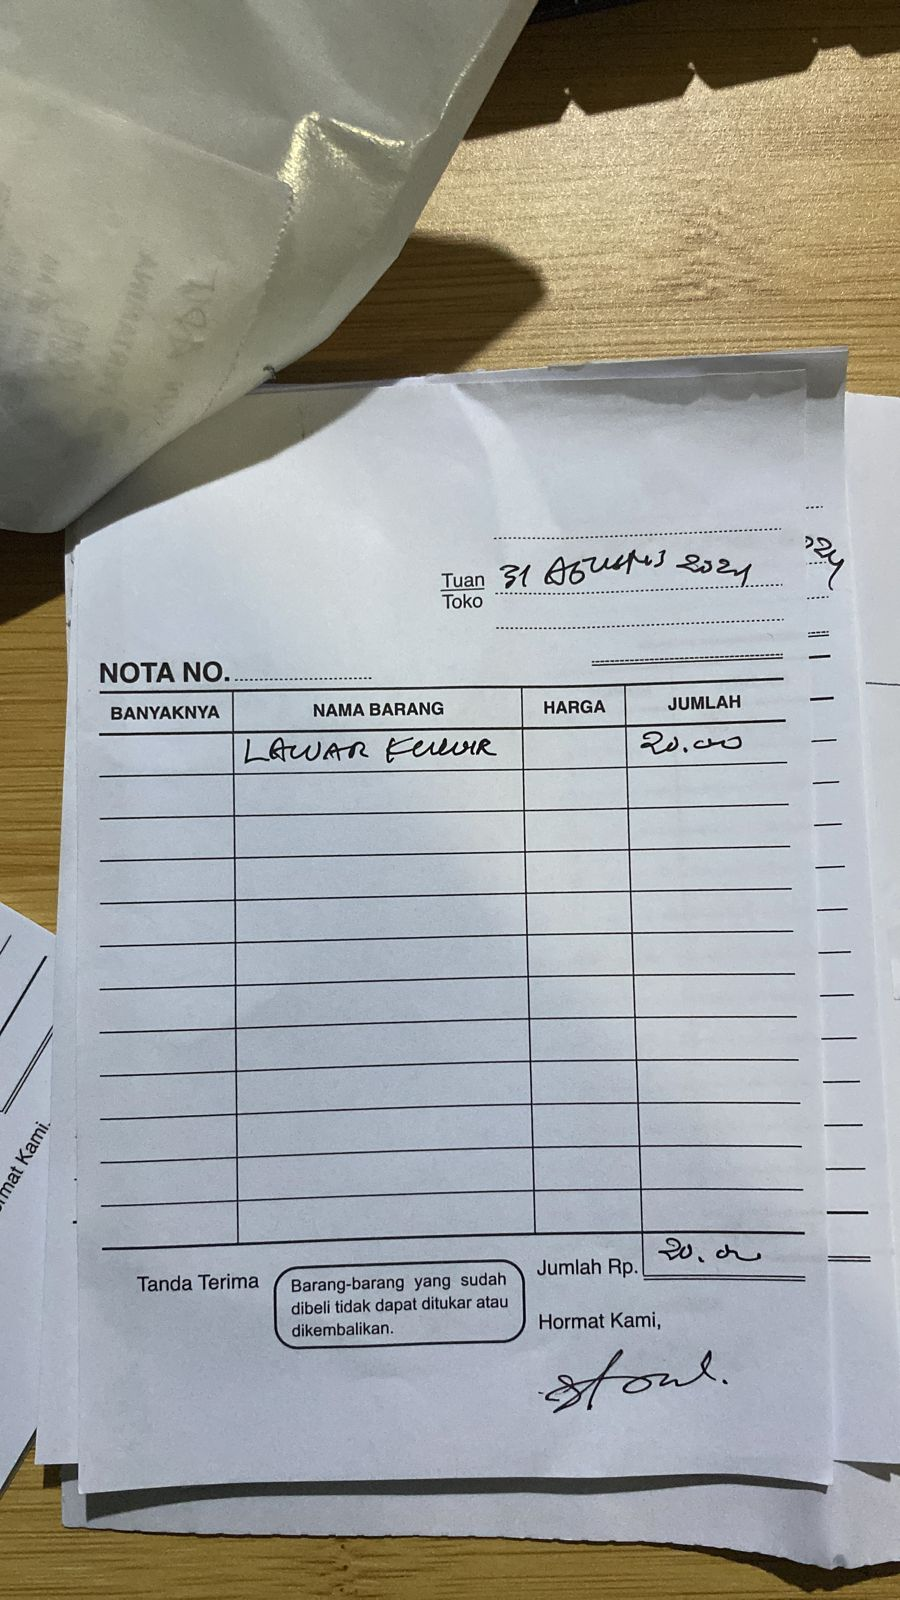 Tuan
Toko
31 AGUSTUS 2024
NOTA NO.
BANYAKNYA NAMA BARANG HARGA JUMLAH
LAWAR KUWIR 20.000
Tanda Terima
Barang-barang yang sudah
dibeli tidak dapat ditukar atau
dikembalikan.
Jumlah Rp. 20.000
Hormat Kami,
rmat Kami,